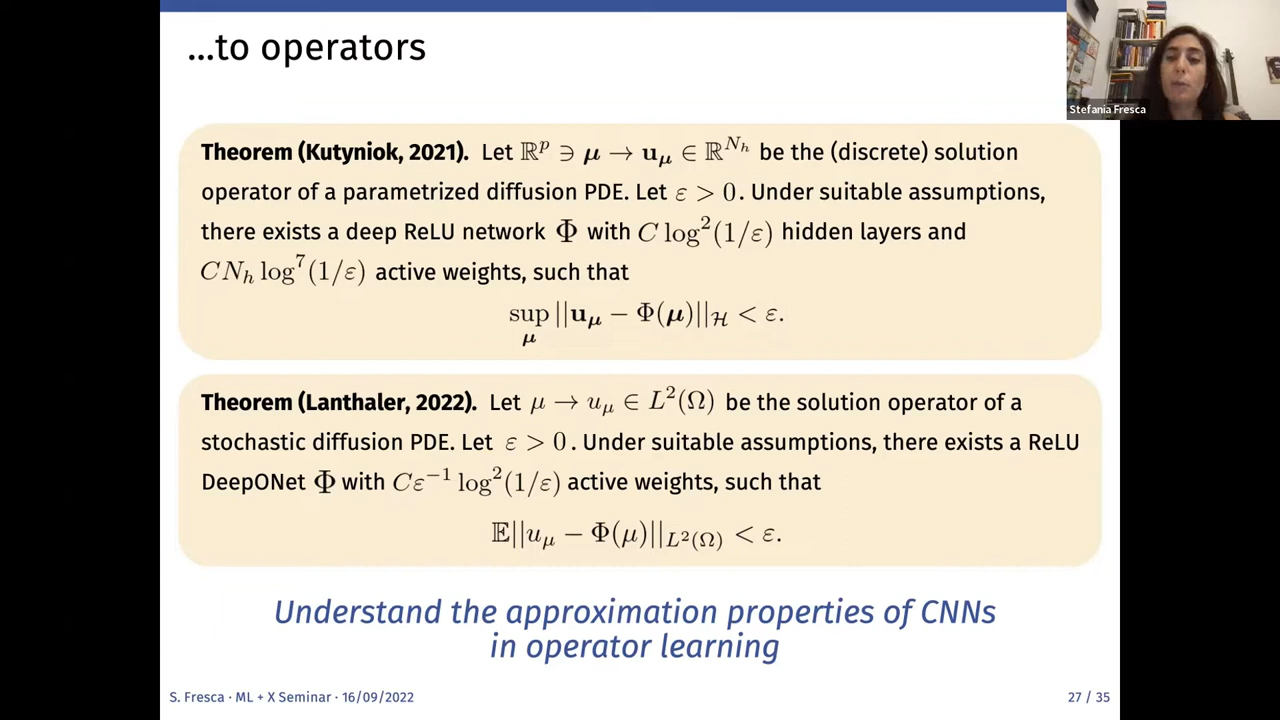 ...to operators
Stefania Fresca
Theorem (Kutyniok, 2021). Let ℝᵖ ∋ μ → u_μ ∈ ℝ^{N_h} be the (discrete) solution
operator of a parametrized diffusion PDE. Let ε > 0. Under suitable assumptions,
there exists a deep ReLU network Φ with C log²(1/ε) hidden layers and
CN_h log⁷(1/ε) active weights, such that
sup_μ ||u_μ − Φ(μ)||_ℋ < ε.
Theorem (Lanthaler, 2022). Let μ → u_μ ∈ L²(Ω) be the solution operator of a
stochastic diffusion PDE. Let ε > 0. Under suitable assumptions, there exists a ReLU
DeepONet Φ with Cε⁻¹ log²(1/ε) active weights, such that
𝔼||u_μ − Φ(μ)||_{L²(Ω)} < ε.
Understand the approximation properties of CNNs
in operator learning
S. Fresca · ML + X Seminar · 16/09/2022
27 / 35